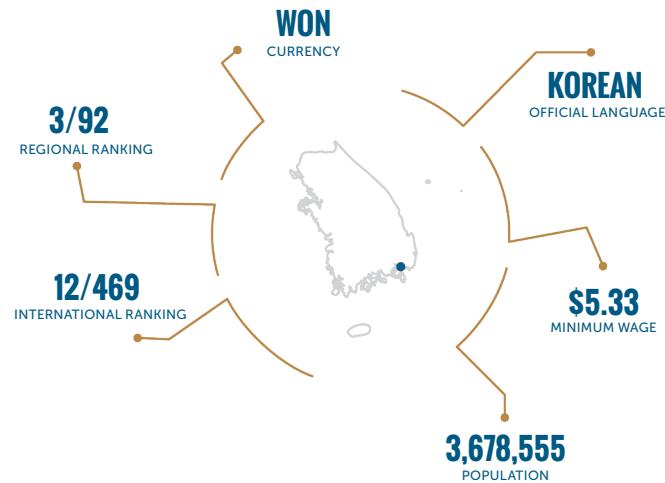 WON
CURRENCY
KOREAN
OFFICIAL LANGUAGE
3/92
REGIONAL RANKING
12/469
INTERNATIONAL RANKING
$5.33
MINIMUM WAGE
3,678,555
POPULATION